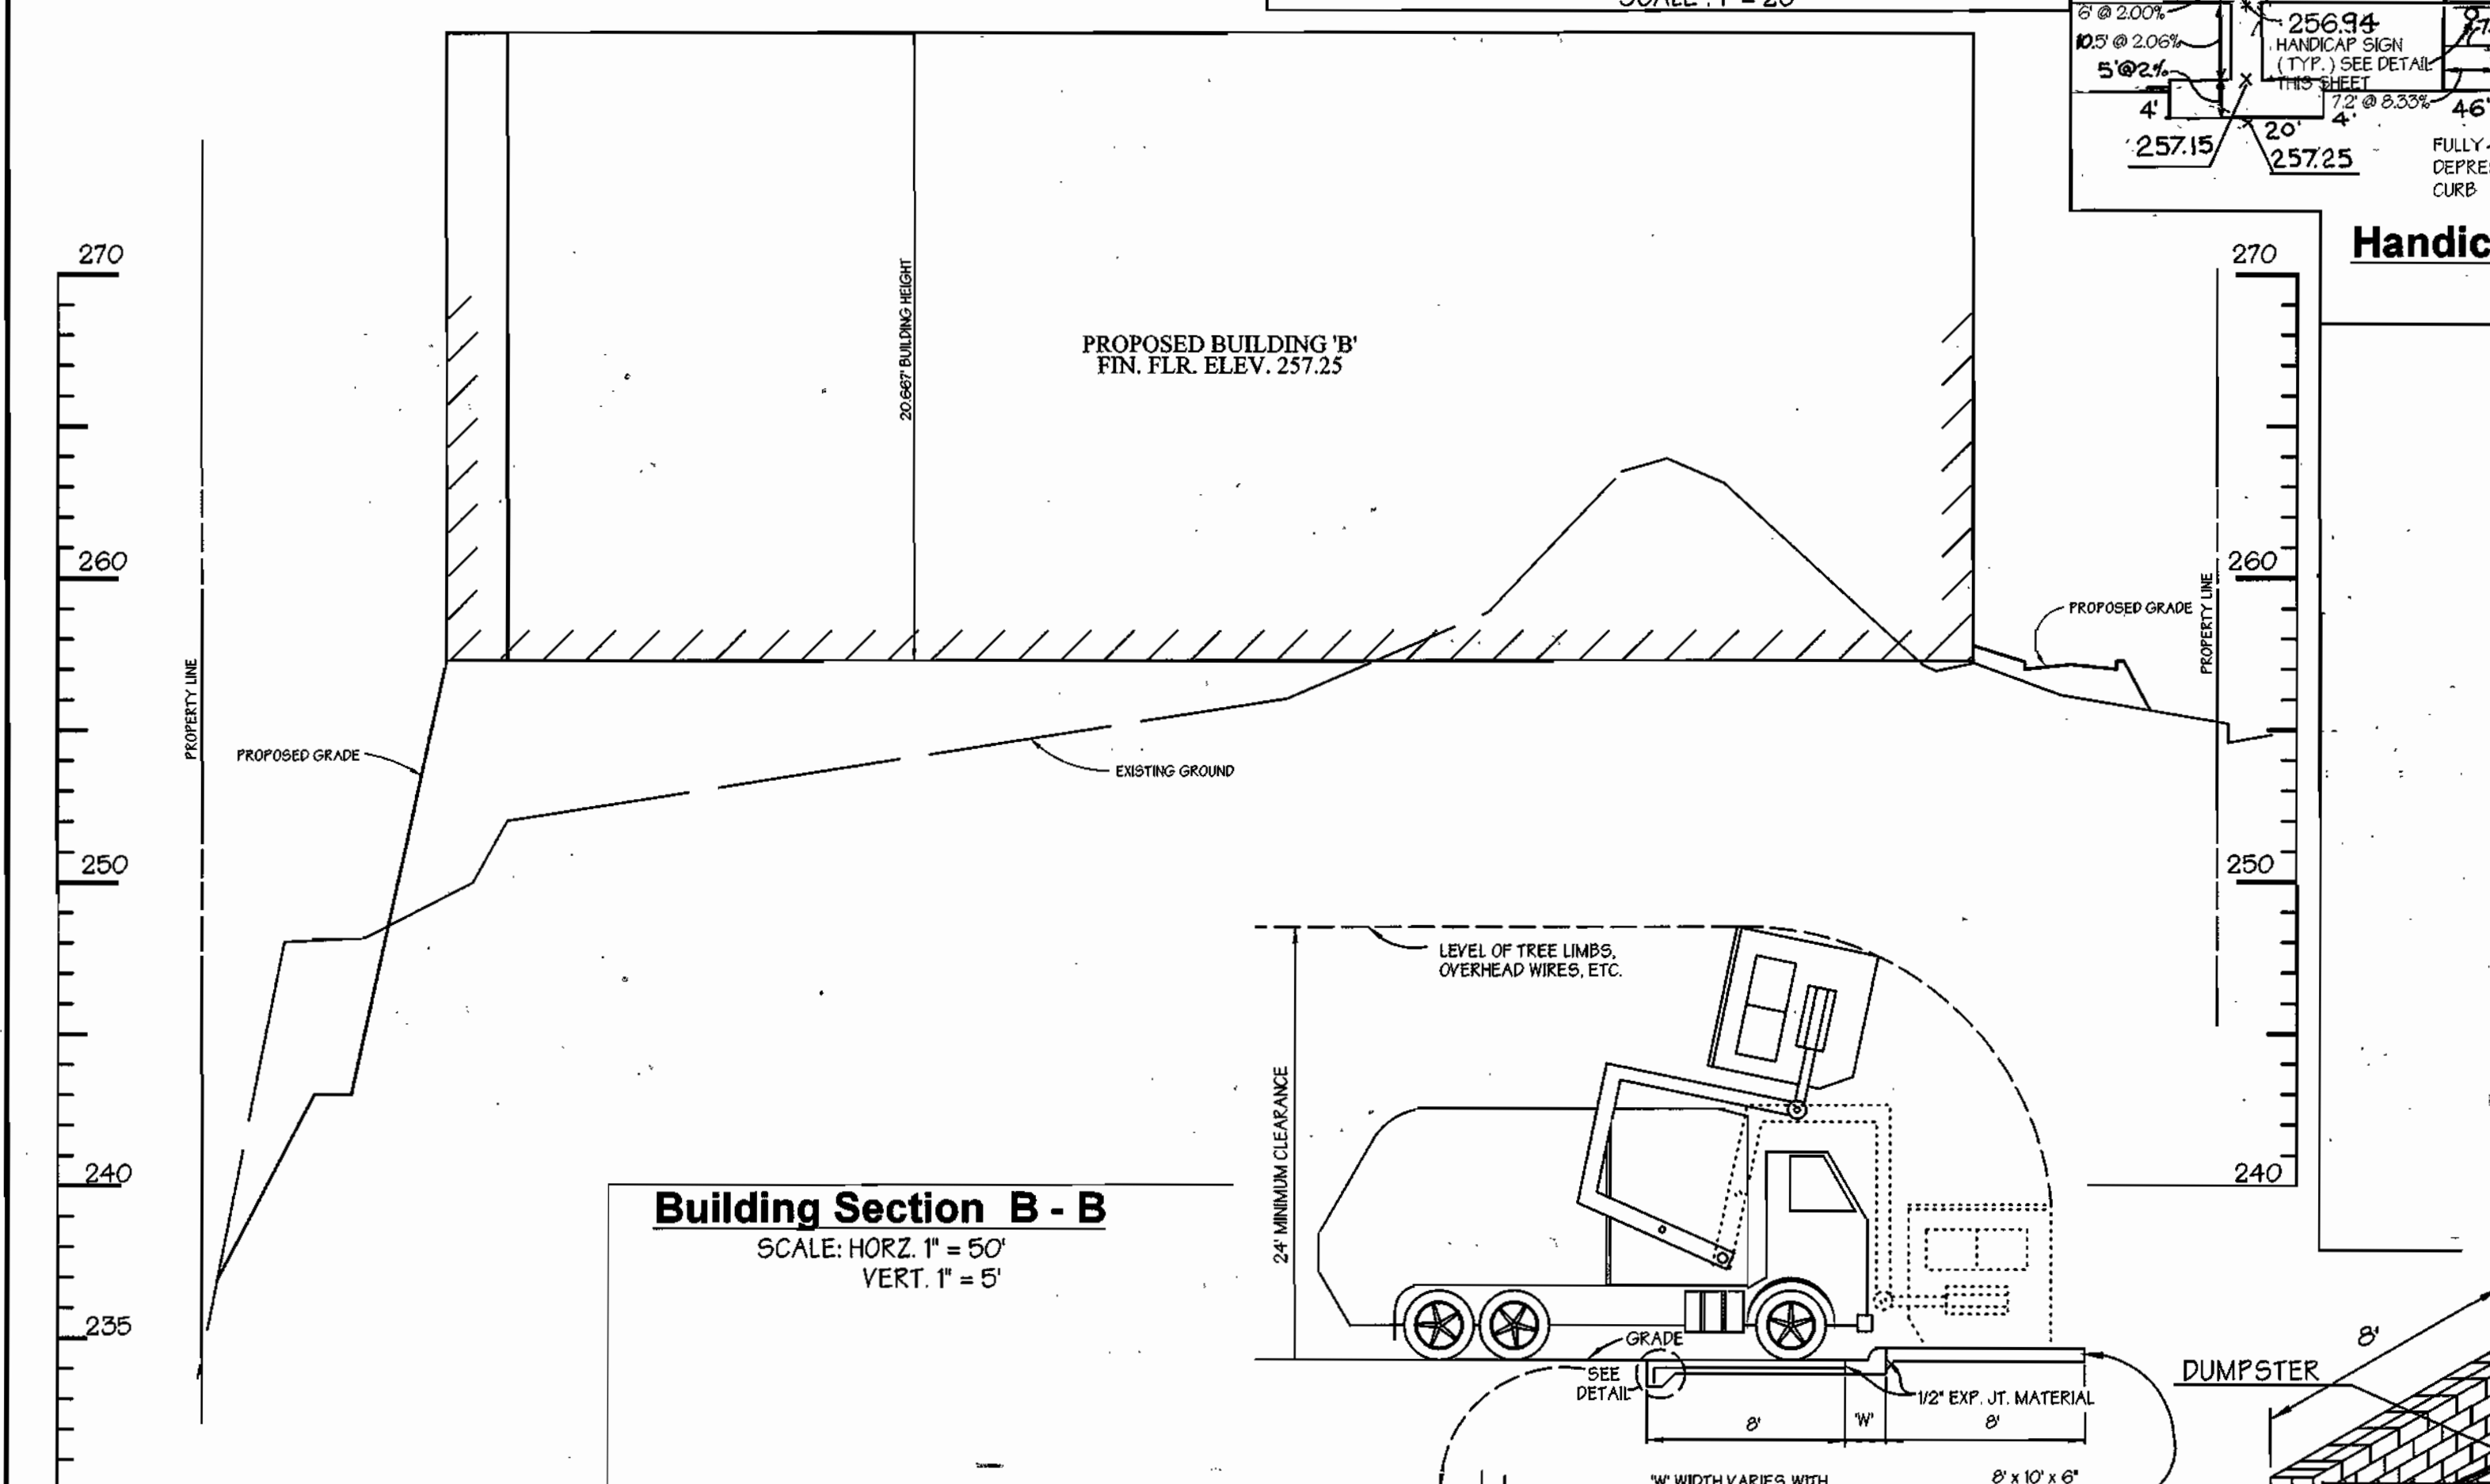 6' @ 2.00%
10.5' @ 2.06%
5'@2%
4'
257.15
256.94
HANDICAP SIGN
(TYP.) SEE DETAIL
THIS SHEET
7.2' @ 8.33%
46'
20'
4'
257.25
FULLY
DEPRE
CURB
Handic
270
260
250
240
235
270
260
250
240
PROPERTY LINE
PROPOSED GRADE
20.667' BUILDING HEIGHT
PROPOSED BUILDING 'B'
FIN. FLR. ELEV. 257.25
EXISTING GROUND
PROPOSED GRADE
PROPERTY LINE
Building Section B - B
SCALE: HORZ. 1" = 50'
VERT. 1" = 5'
LEVEL OF TREE LIMBS,
OVERHEAD WIRES, ETC.
24' MINIMUM CLEARANCE
GRADE
SEE
DETAIL
1/2" EXP. JT. MATERIAL
8'
'W'
8'
'W' WIDTH VARIES WITH
8' x 10' x 6"
DUMPSTER
8'